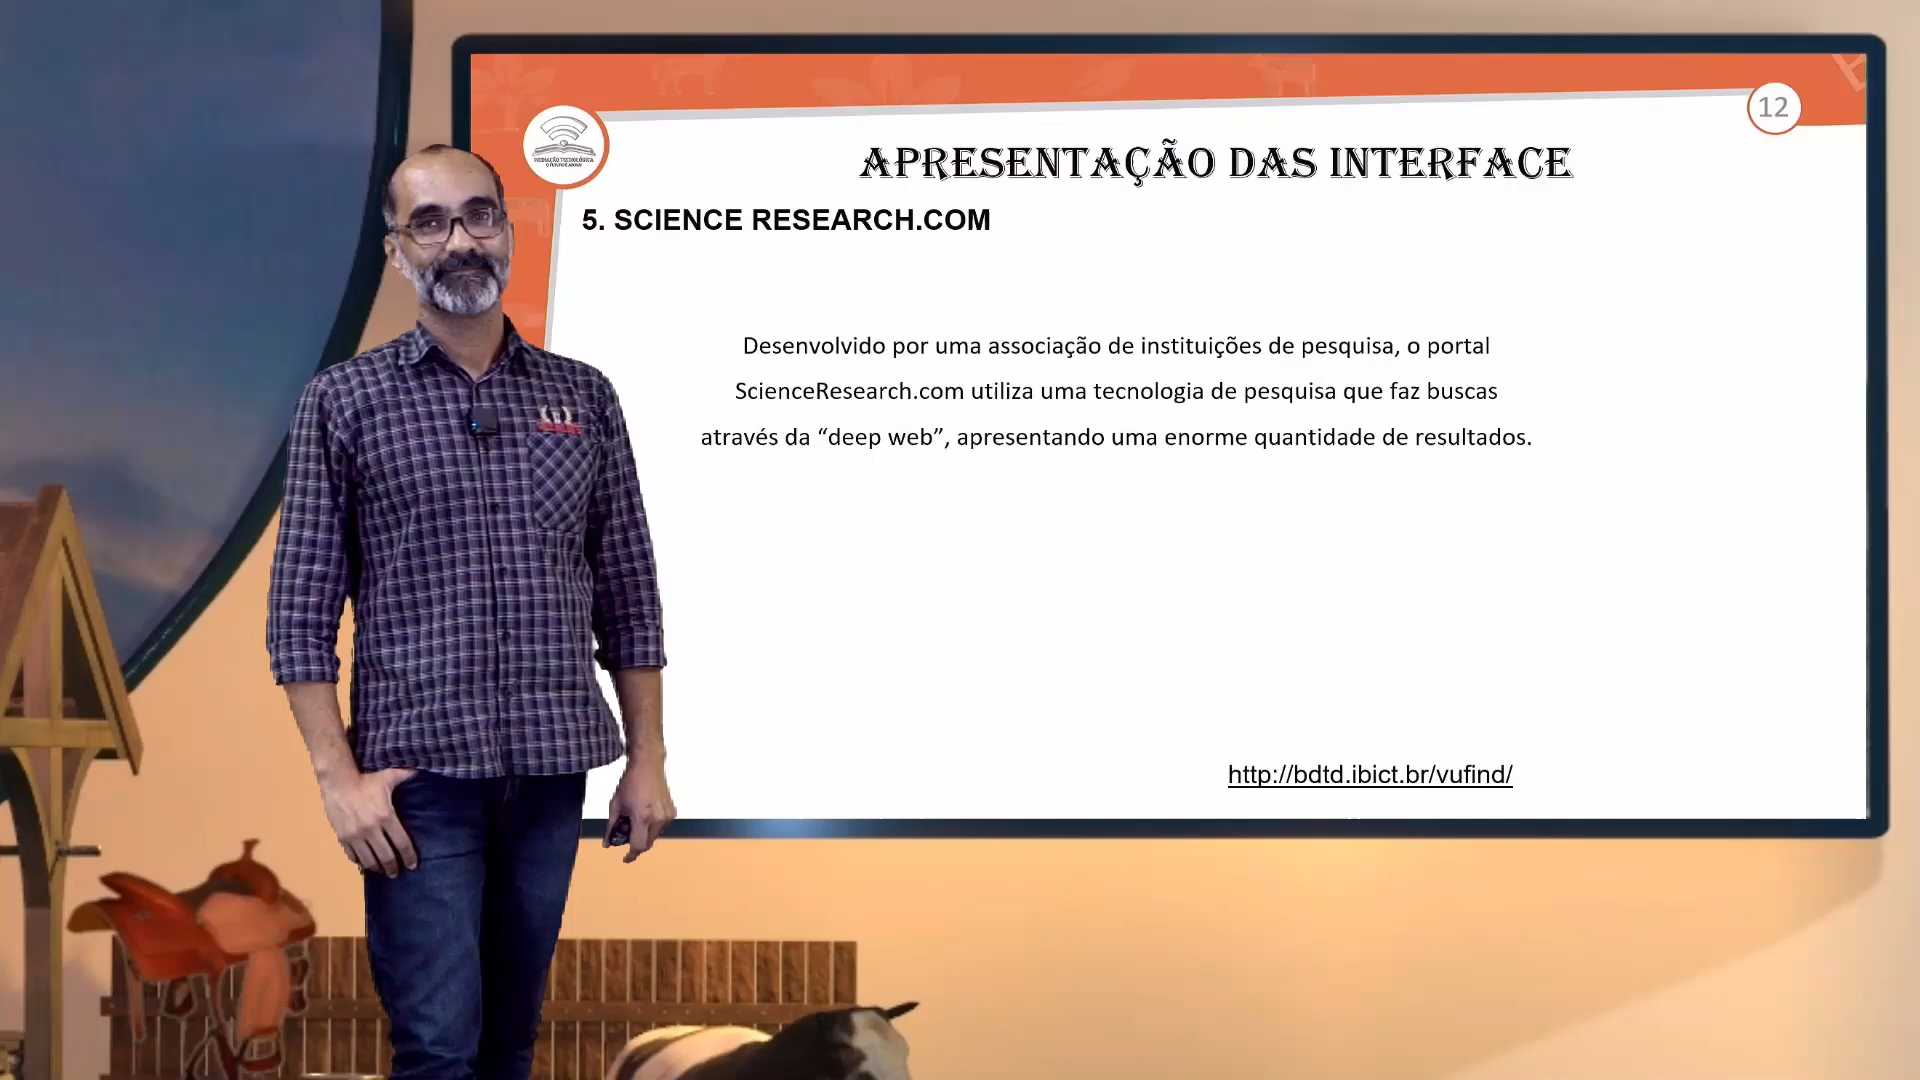 12
MEDIAÇÃO TECNOLÓGICA
APRESENTAÇÃO DAS INTERFACE
5. SCIENCE RESEARCH.COM
Desenvolvido por uma associação de instituições de pesquisa, o portal
ScienceResearch.com utiliza uma tecnologia de pesquisa que faz buscas
através da “deep web”, apresentando uma enorme quantidade de resultados.
http://bdtd.ibict.br/vufind/